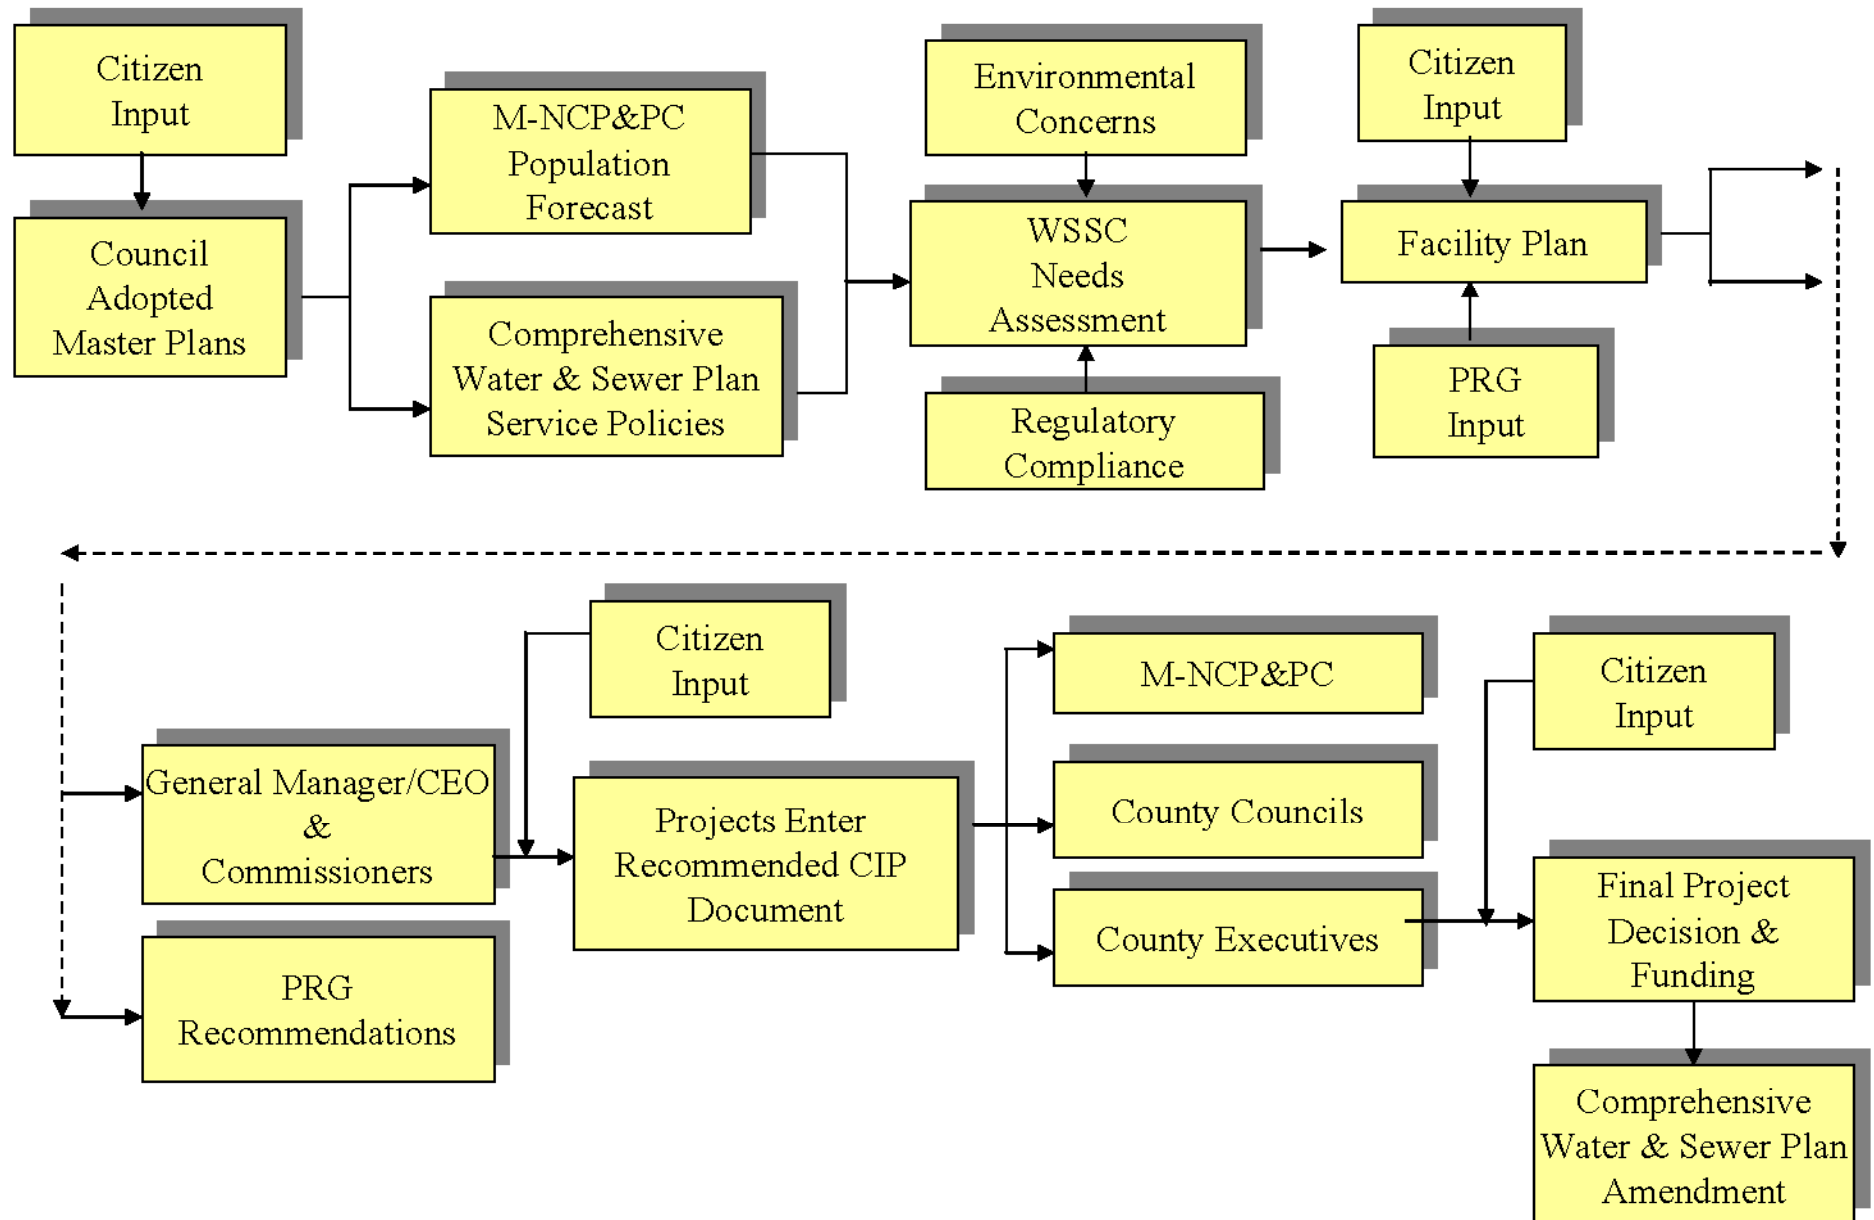 Citizen
Input
Council
Adopted
Master Plans
M-NCP&PC
Population
Forecast
Comprehensive
Water & Sewer Plan
Service Policies
Environmental
Concerns
WSSC
Needs
Assessment
Regulatory
Compliance
Citizen
Input
Facility Plan
PRG
Input
General Manager/CEO
&
Commissioners
PRG
Recommendations
Citizen
Input
Projects Enter
Recommended CIP
Document
M-NCP&PC
County Councils
County Executives
Citizen
Input
Final Project
Decision &
Funding
Comprehensive
Water & Sewer Plan
Amendment